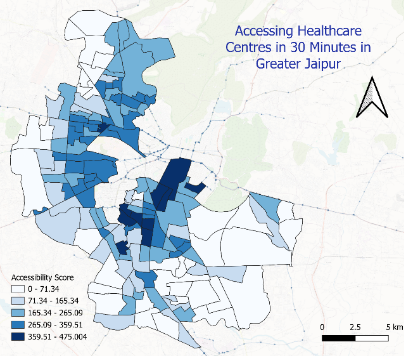 Accessing Healthcare
Centres in 30 Minutes in
Greater Jaipur
Accessibility Score
0 - 71.34
71.34 - 165.34
165.34 - 265.09
265.09 - 359.51
359.51 - 475.004
0 2.5 5 km